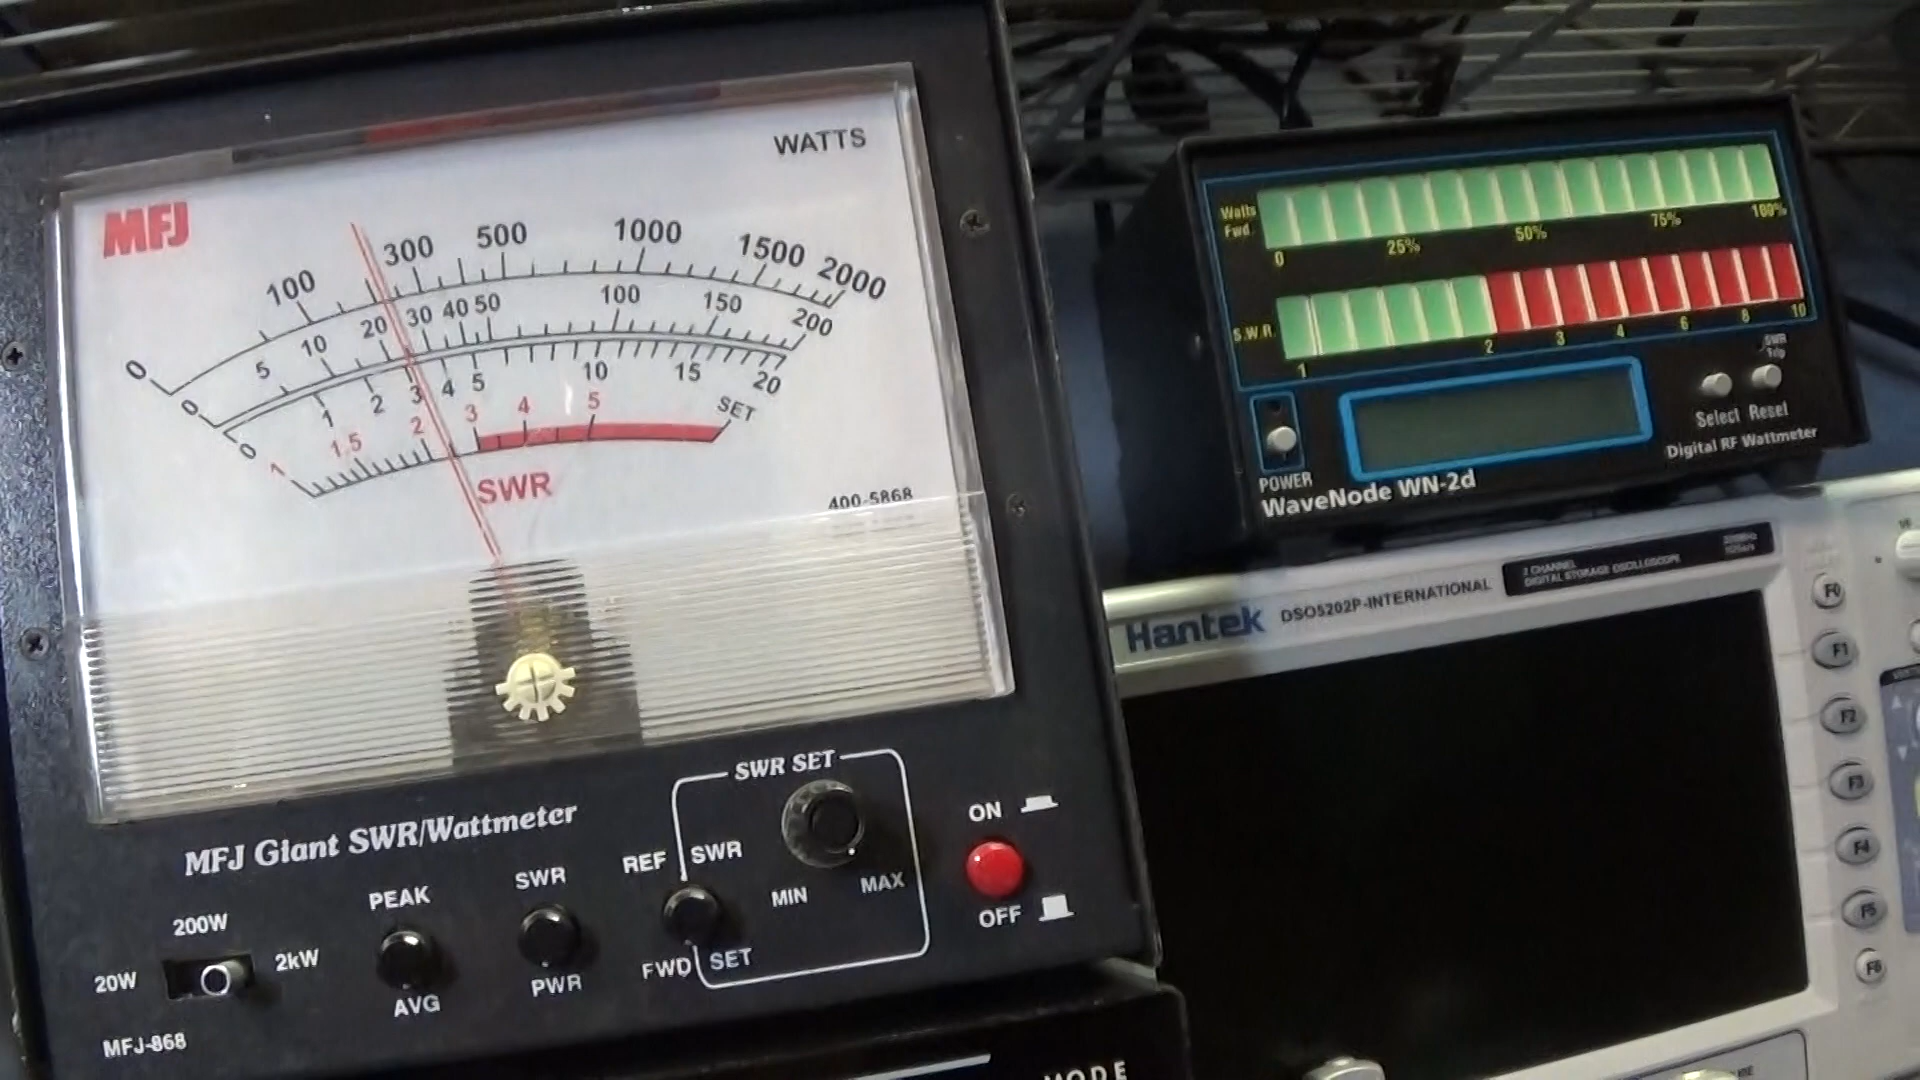 WATTS
MFJ
0 100 300 500 1000 1500 2000
0 5 10 20 30 40 50 100 150 200
0 1 2 3 4 5 10 15 20
1 1.5 2 3 4 5 SET
SWR
400-5868
MFJ Giant SWR/Wattmeter
SWR SET
REF SWR
MIN MAX
FWD SET
ON
OFF
PEAK
AVG
SWR
PWR
200W
20W 2kW
MFJ-868
MODE
Watts
Fwd.
0 25% 50% 75% 100%
S.W.R.
1 2 3 4 6 8 10
SWR
Trip
Select Reset
Digital RF Wattmeter
POWER
WaveNode WN-2d
Hantek DSO5202P-INTERNATIONAL
2 CHANNEL
DIGITAL STORAGE OSCILLOSCOPE
200MHz
1GSa/s
F0
F1
F2
F3
F4
F5
F6